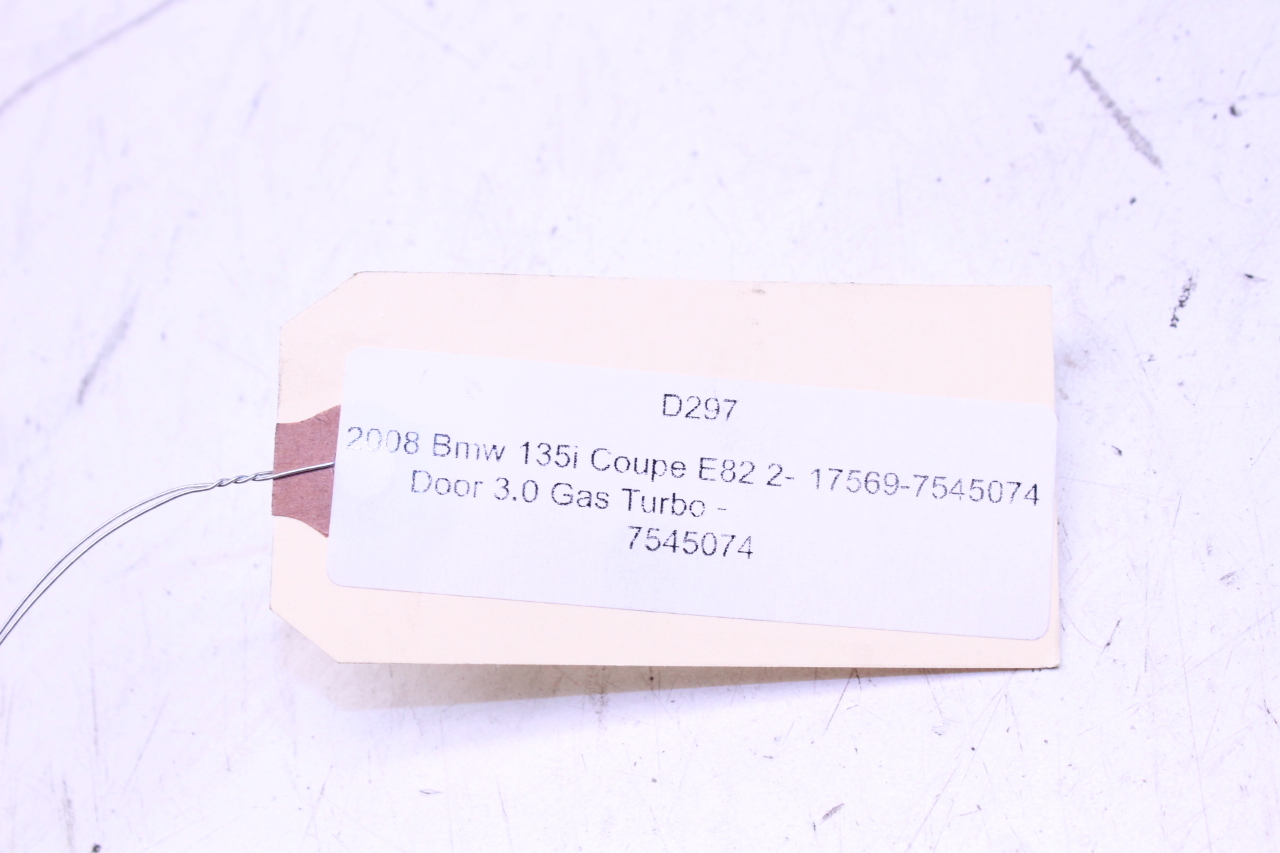 D297
2008 Bmw 135i Coupe E82 2- 17569-7545074
Door 3.0 Gas Turbo -
7545074